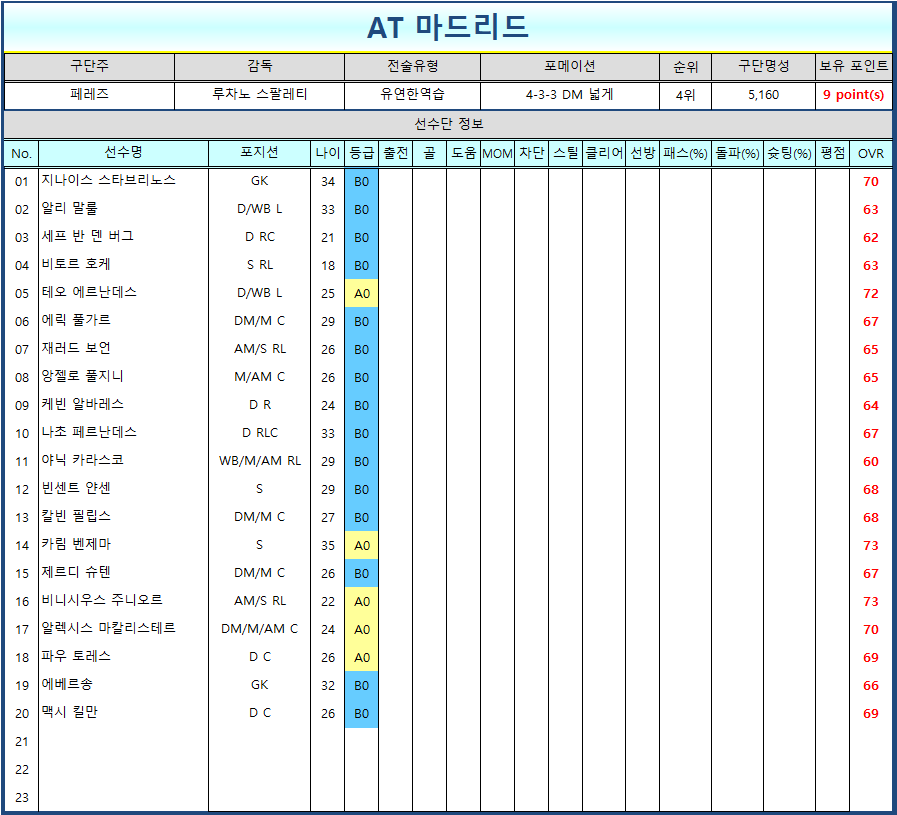 AT 마드리드
구단주 감독 전술유형 포메이션 순위 구단명성 보유 포인트
페레즈 루차노 스팔레티 유연한역습 4-3-3 DM 넓게 4위 5,160 9 point(s)
선수단 정보
No. 선수명 포지션 나이 등급 출전 골 도움 MOM 차단 스틸 클리어 선방 패스(%) 돌파(%) 슛팅(%) 평점 OVR
01 지나이스 스타브리노스 GK 34 B0 70
02 알리 말룰 D/WB L 33 B0 63
03 세프 반 덴 버그 D RC 21 B0 62
04 비토르 호케 S RL 18 B0 63
05 테오 에르난데스 D/WB L 25 A0 72
06 에릭 풀가르 DM/M C 29 B0 67
07 재러드 보언 AM/S RL 26 B0 65
08 앙젤로 풀지니 M/AM C 26 B0 65
09 케빈 알바레스 D R 24 B0 64
10 나초 페르난데스 D RLC 33 B0 67
11 야닉 카라스코 WB/M/AM RL 29 B0 60
12 빈센트 얀센 S 29 B0 68
13 칼빈 필립스 DM/M C 27 B0 68
14 카림 벤제마 S 35 A0 73
15 제르디 슈텐 DM/M C 26 B0 67
16 비니시우스 주니오르 AM/S RL 22 A0 73
17 알렉시스 마칼리스테르 DM/M/AM C 24 A0 70
18 파우 토레스 D C 26 A0 69
19 에베르송 GK 32 B0 66
20 맥시 킬만 D C 26 B0 69
21
22
23